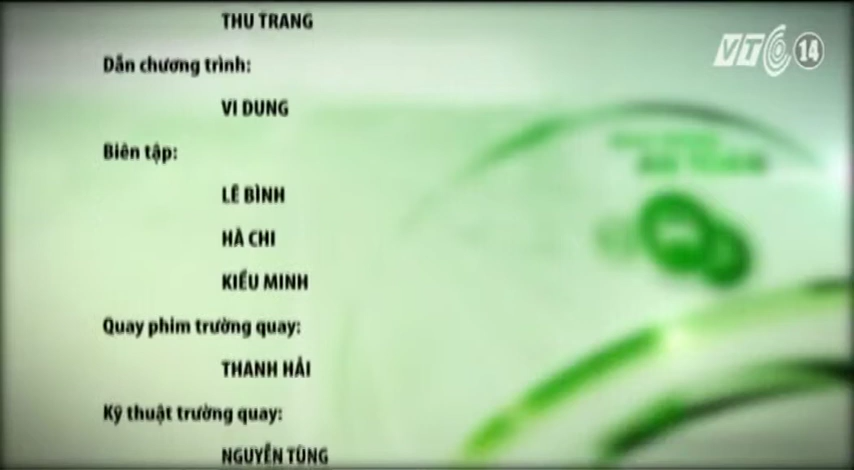 THU TRANG
VTC 14
Dẫn chương trình:
VI DUNG
Biên tập:
LÊ BÌNH
HÀ CHI
KIỀU MINH
Quay phim trường quay:
THANH HẢI
Kỹ thuật trường quay:
NGUYỄN TÙNG